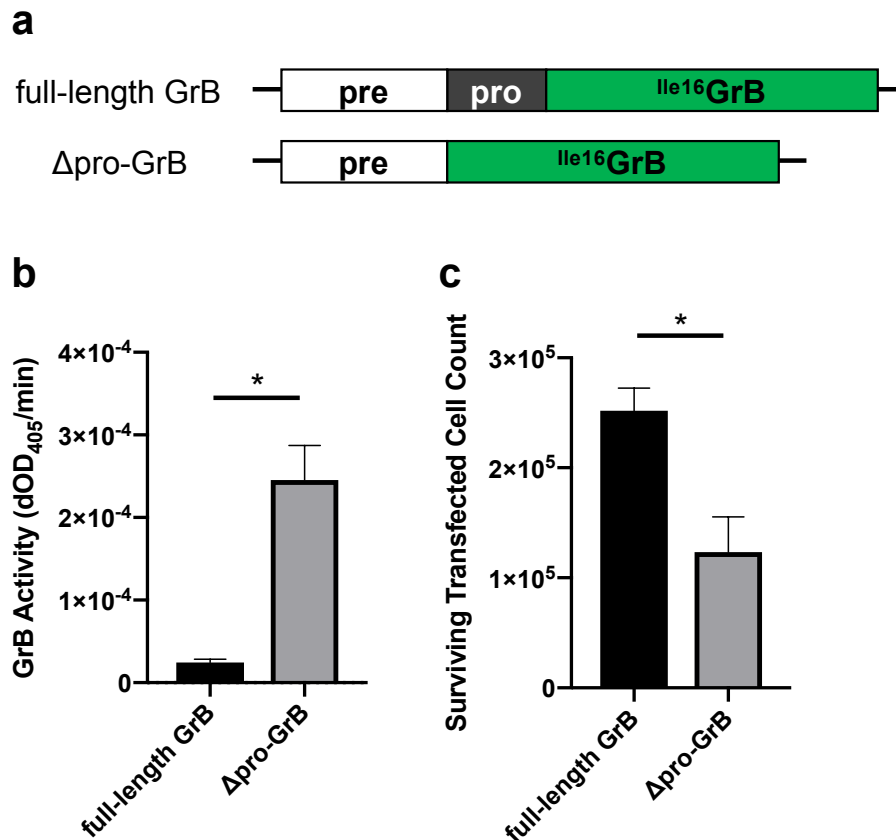 a
full-length GrB
pre
pro
Ile16GrB
Δpro-GrB
pre
Ile16GrB
b
GrB Activity (dOD405/min)
4×10-4
3×10-4
2×10-4
1×10-4
0
*
full-length GrB
Δpro-GrB
c
Surviving Transfected Cell Count
3×105
2×105
1×105
0
*
full-length GrB
Δpro-GrB